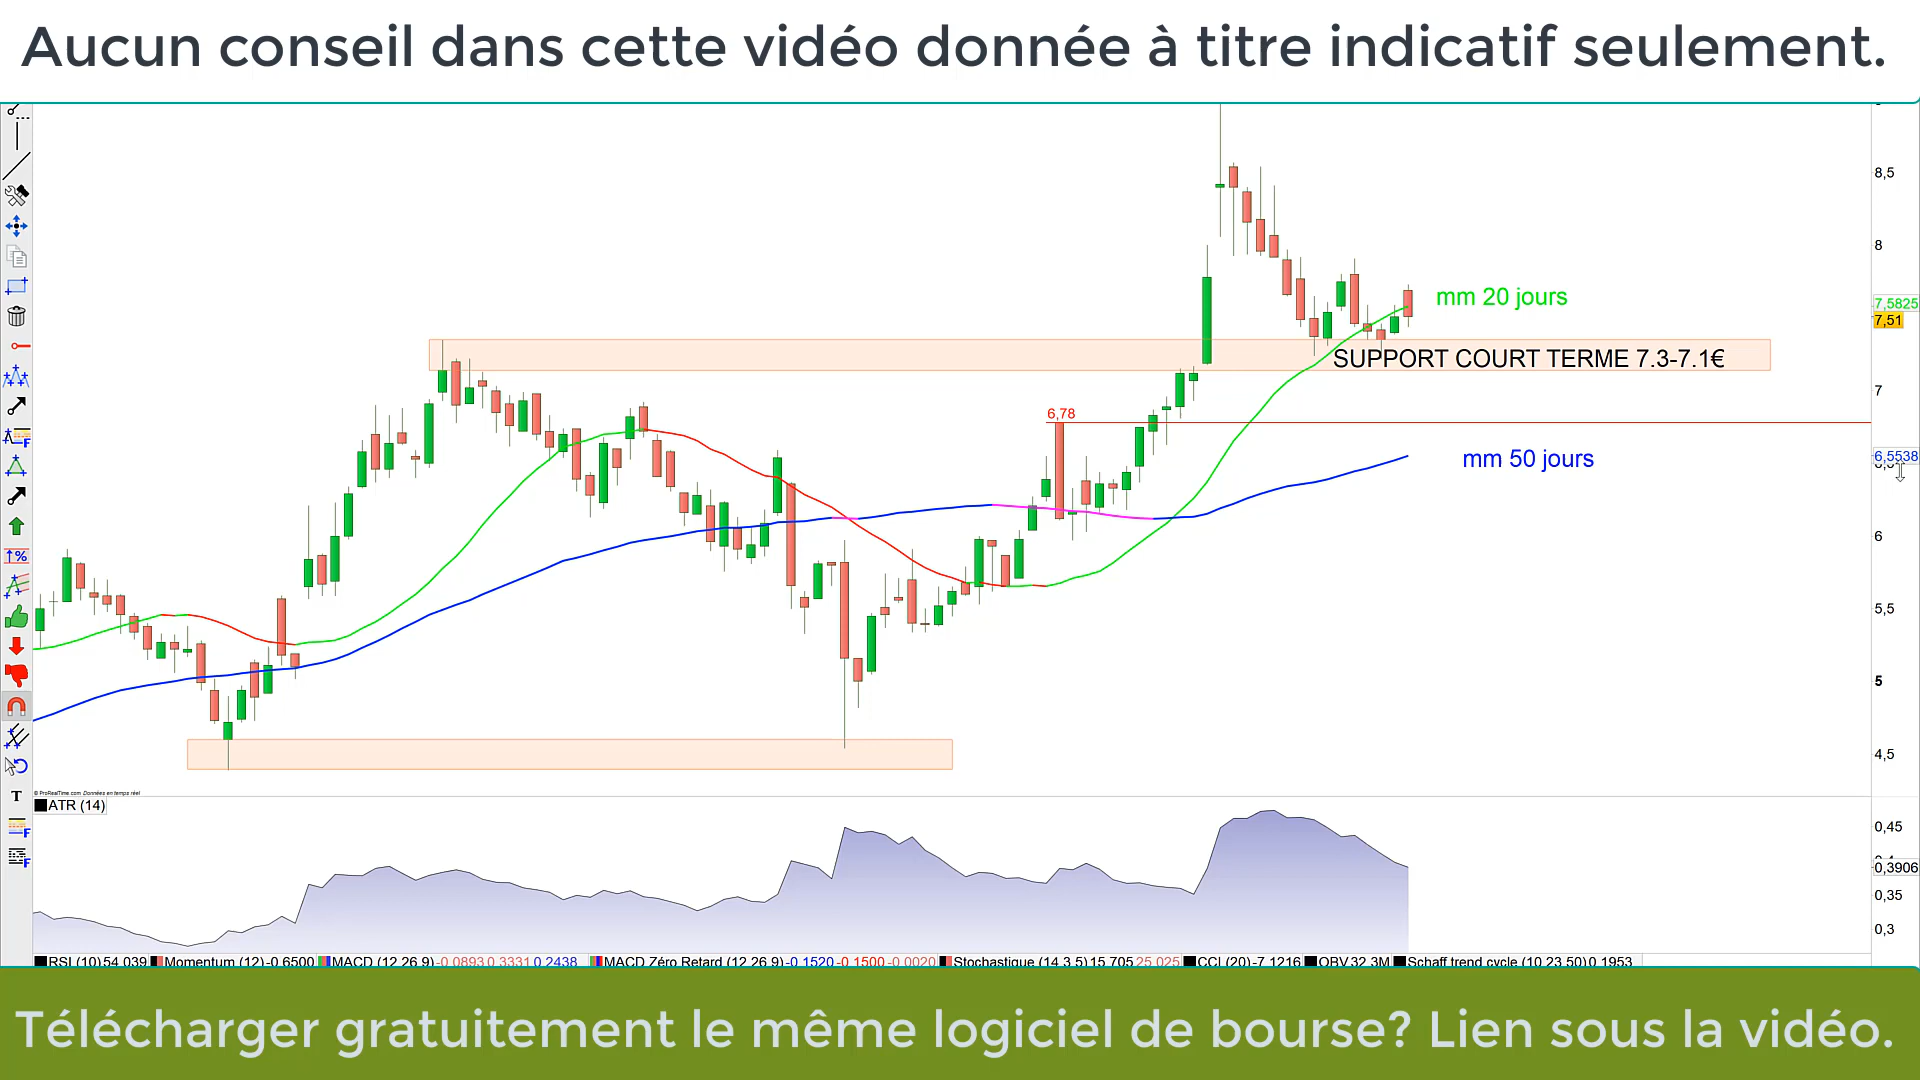 Aucun conseil dans cette vidéo donnée à titre indicatif seulement.
8,5
8
mm 20 jours
7,5825
7,51
SUPPORT COURT TERME 7.3-7.1€
7
6,78
mm 50 jours
6,5538
6
5,5
5
4,5
© ProRealTime.com Données en temps réel
ATR (14)
0,45
0,3906
0,35
0,3
RSI (10) 54,039 Momentum (12) -0,6500 MACD (12,26,9) -0,0893 0,3331 0,2438 MACD Zéro Retard (12,26,9) -0,1520 -0,1500 -0,0020 Stochastique (14,3,5) 15,705 25,025 CCI (20) -7,1216 OBV 32,3M Schaff trend cycle (10,23,50) 0,1953
Télécharger gratuitement le même logiciel de bourse? Lien sous la vidéo.